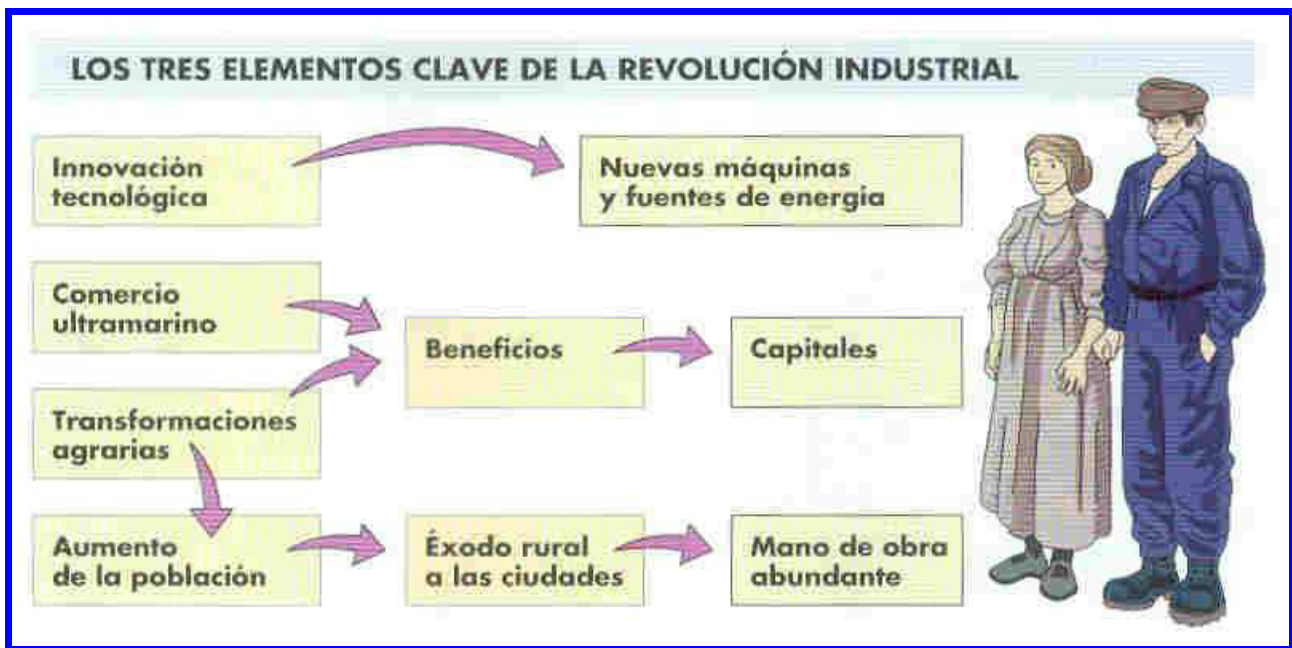 LOS TRES ELEMENTOS CLAVE DE LA REVOLUCIÓN INDUSTRIAL
Innovación
tecnológica
Nuevas máquinas
y fuentes de energía
Comercio
ultramarino
Beneficios
Capitales
Transformaciones
agrarias
Aumento
de la población
Éxodo rural
a las ciudades
Mano de obra
abundante